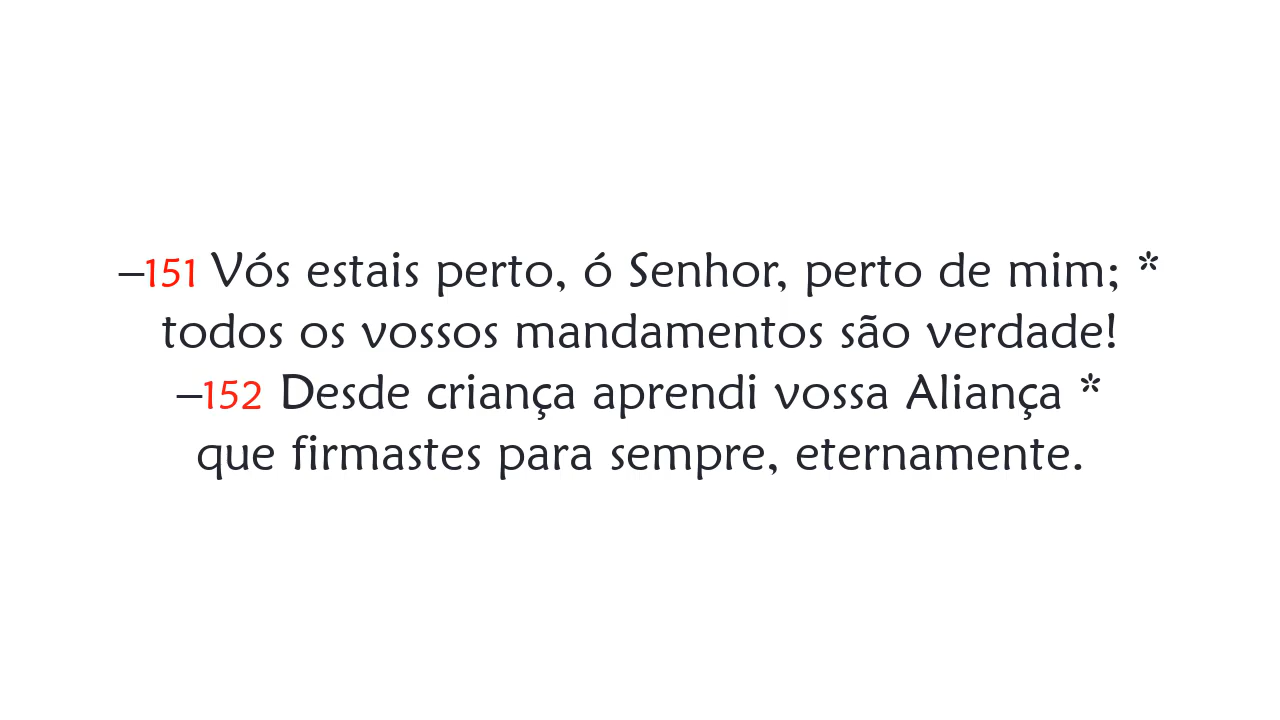 –151 Vós estais perto, ó Senhor, perto de mim; *
todos os vossos mandamentos são verdade!
–152 Desde criança aprendi vossa Aliança *
que firmastes para sempre, eternamente.